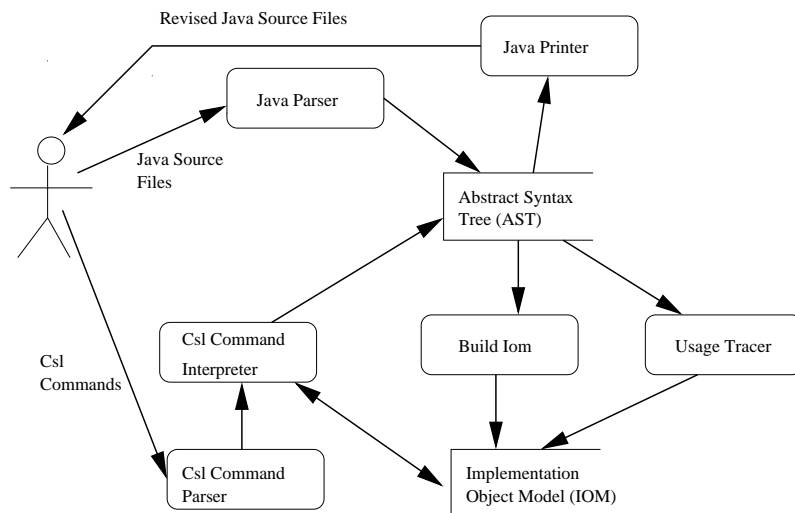 Revised Java Source Files
Java Printer
Java Parser
Java Source
Files
Abstract Syntax
Tree (AST)
Csl Command
Interpreter
Build Iom
Usage Tracer
Csl
Commands
Csl Command
Parser
Implementation
Object Model (IOM)